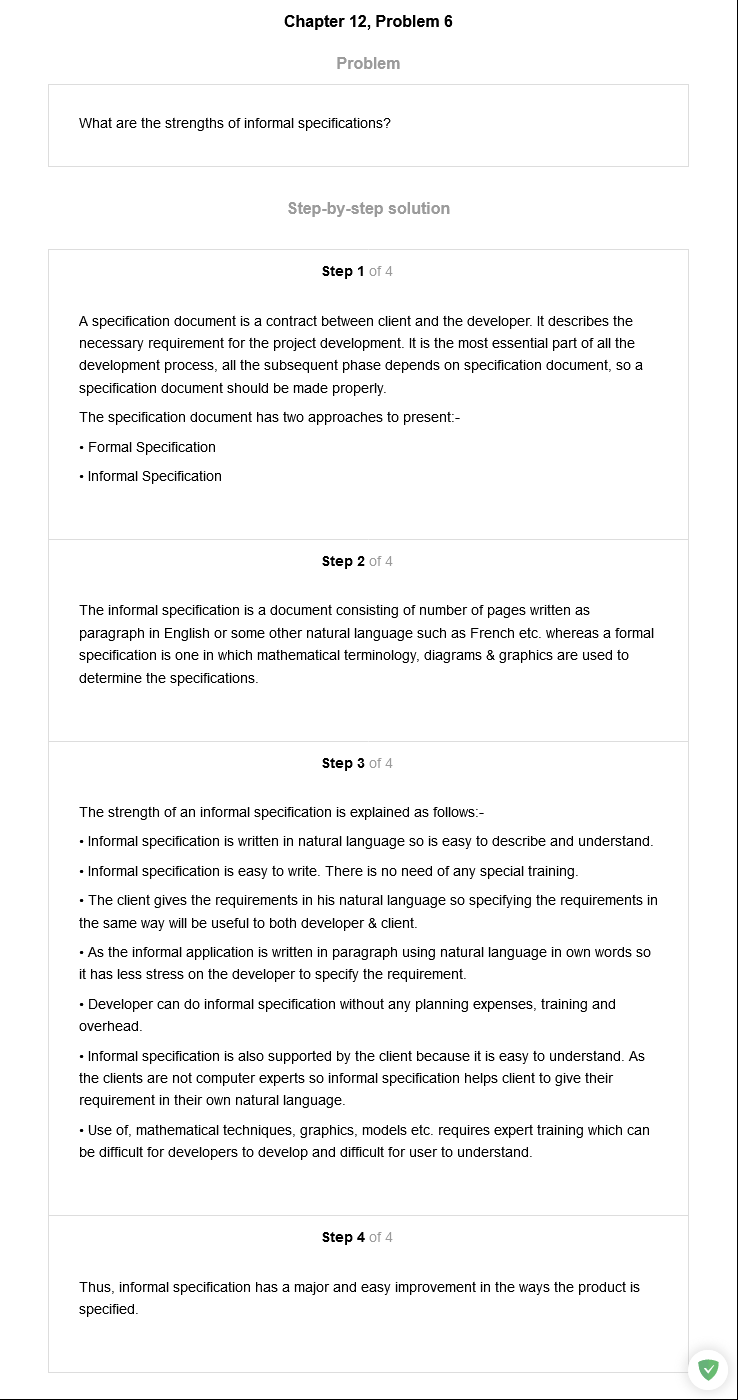 Chapter 12, Problem 6
Problem
What are the strengths of informal specifications?
Step-by-step solution
Step 1 of 4
A specification document is a contract between client and the developer. It describes the
necessary requirement for the project development. It is the most essential part of all the
development process, all the subsequent phase depends on specification document, so a
specification document should be made properly.
The specification document has two approaches to present:-
• Formal Specification
• Informal Specification
Step 2 of 4
The informal specification is a document consisting of number of pages written as
paragraph in English or some other natural language such as French etc. whereas a formal
specification is one in which mathematical terminology, diagrams & graphics are used to
determine the specifications.
Step 3 of 4
The strength of an informal specification is explained as follows:-
• Informal specification is written in natural language so is easy to describe and understand.
• Informal specification is easy to write. There is no need of any special training.
• The client gives the requirements in his natural language so specifying the requirements in
the same way will be useful to both developer & client.
• As the informal application is written in paragraph using natural language in own words so
it has less stress on the developer to specify the requirement.
• Developer can do informal specification without any planning expenses, training and
overhead.
• Informal specification is also supported by the client because it is easy to understand. As
the clients are not computer experts so informal specification helps client to give their
requirement in their own natural language.
• Use of, mathematical techniques, graphics, models etc. requires expert training which can
be difficult for developers to develop and difficult for user to understand.
Step 4 of 4
Thus, informal specification has a major and easy improvement in the ways the product is
specified.